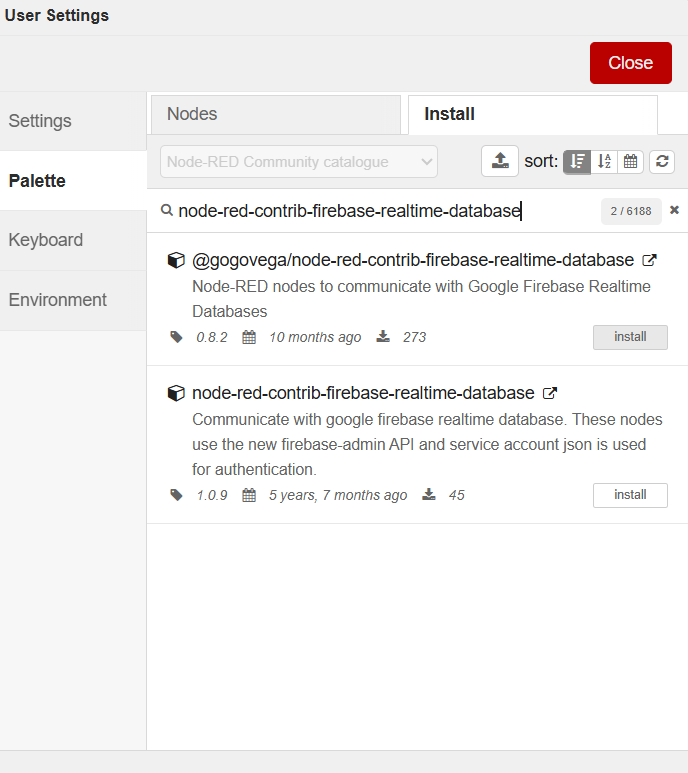 User Settings
Close
Settings
Palette
Keyboard
Environment
Nodes
Install
Node-RED Community catalogue
sort:
node-red-contrib-firebase-realtime-database
2 / 6188
@gogovega/node-red-contrib-firebase-realtime-database
Node-RED nodes to communicate with Google Firebase Realtime
Databases
0.8.2 10 months ago 273
install
node-red-contrib-firebase-realtime-database
Communicate with google firebase realtime database. These nodes
use the new firebase-admin API and service account json is used
for authentication.
1.0.9 5 years, 7 months ago 45
install